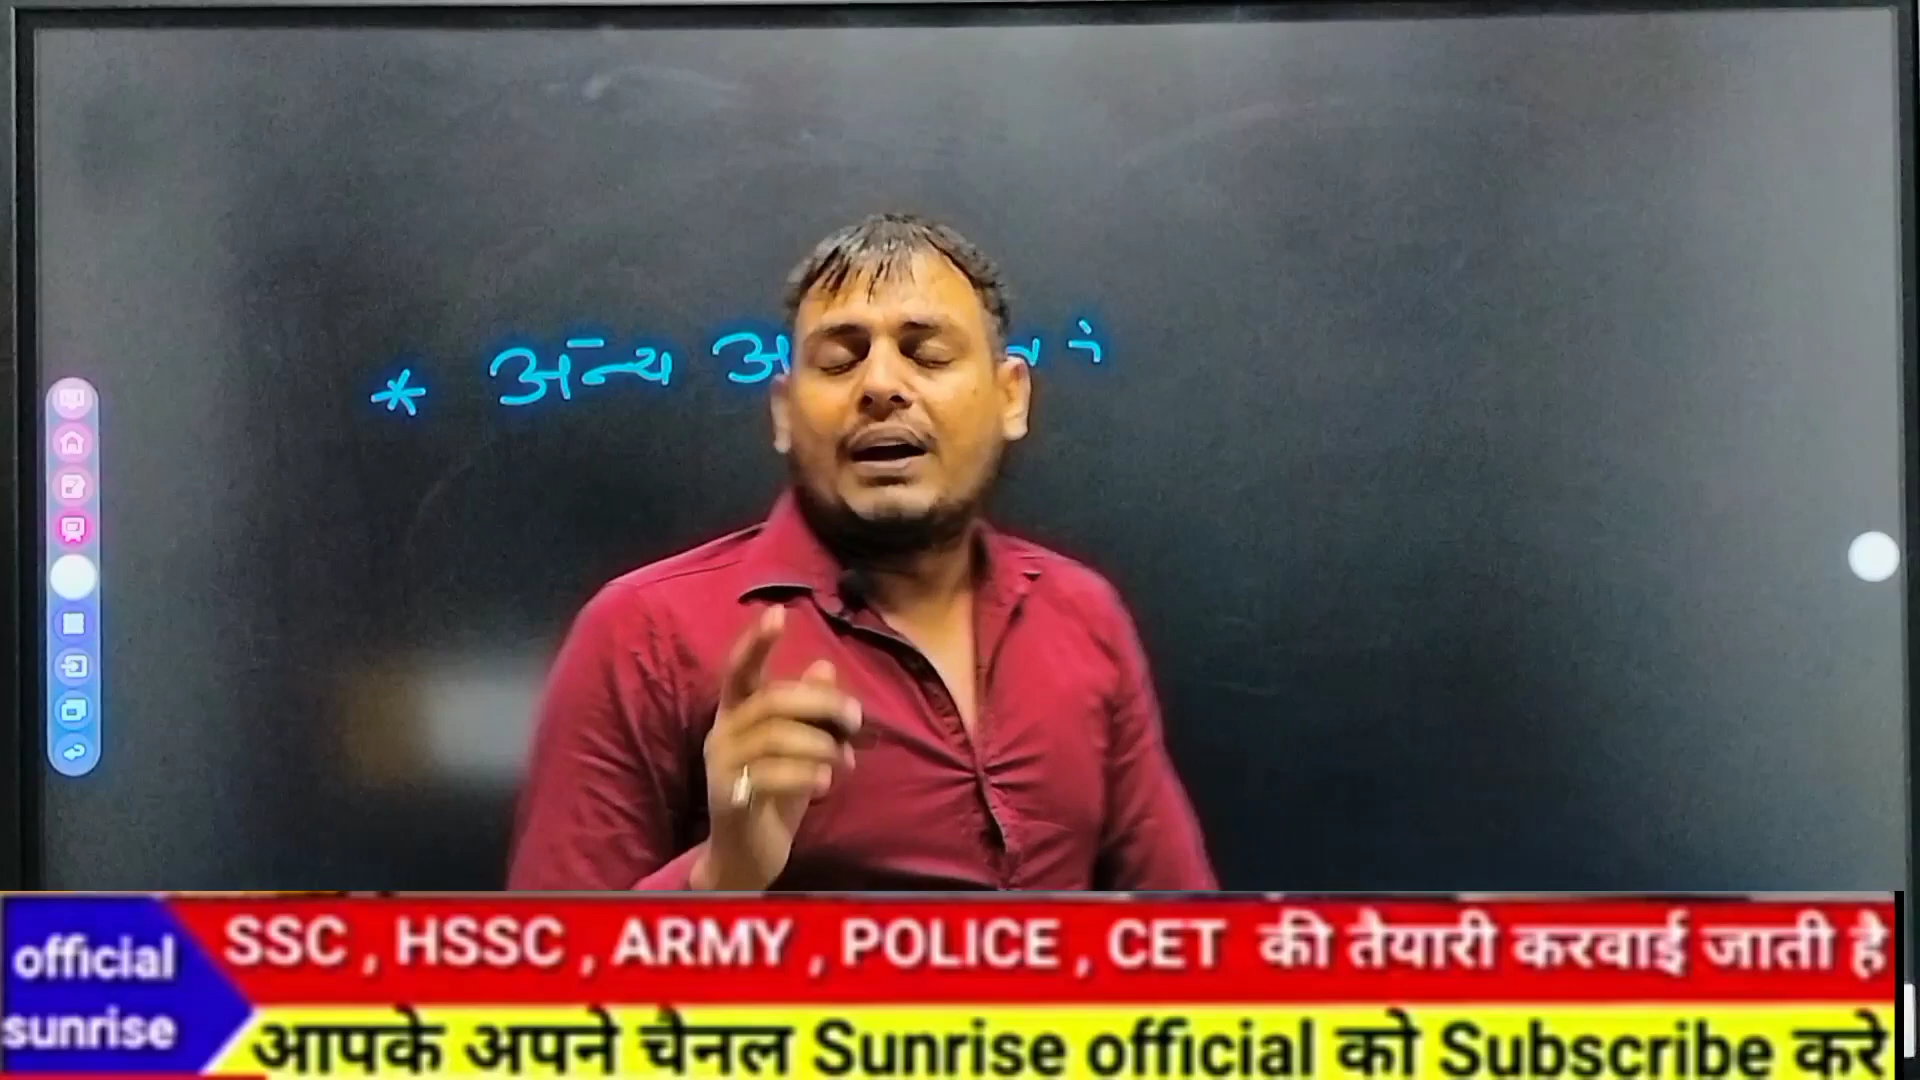 * अन्य
official
sunrise
SSC , HSSC , ARMY , POLICE , CET की तैयारी करवाई जाती है
आपके अपने चैनल Sunrise official को Subscribe करे